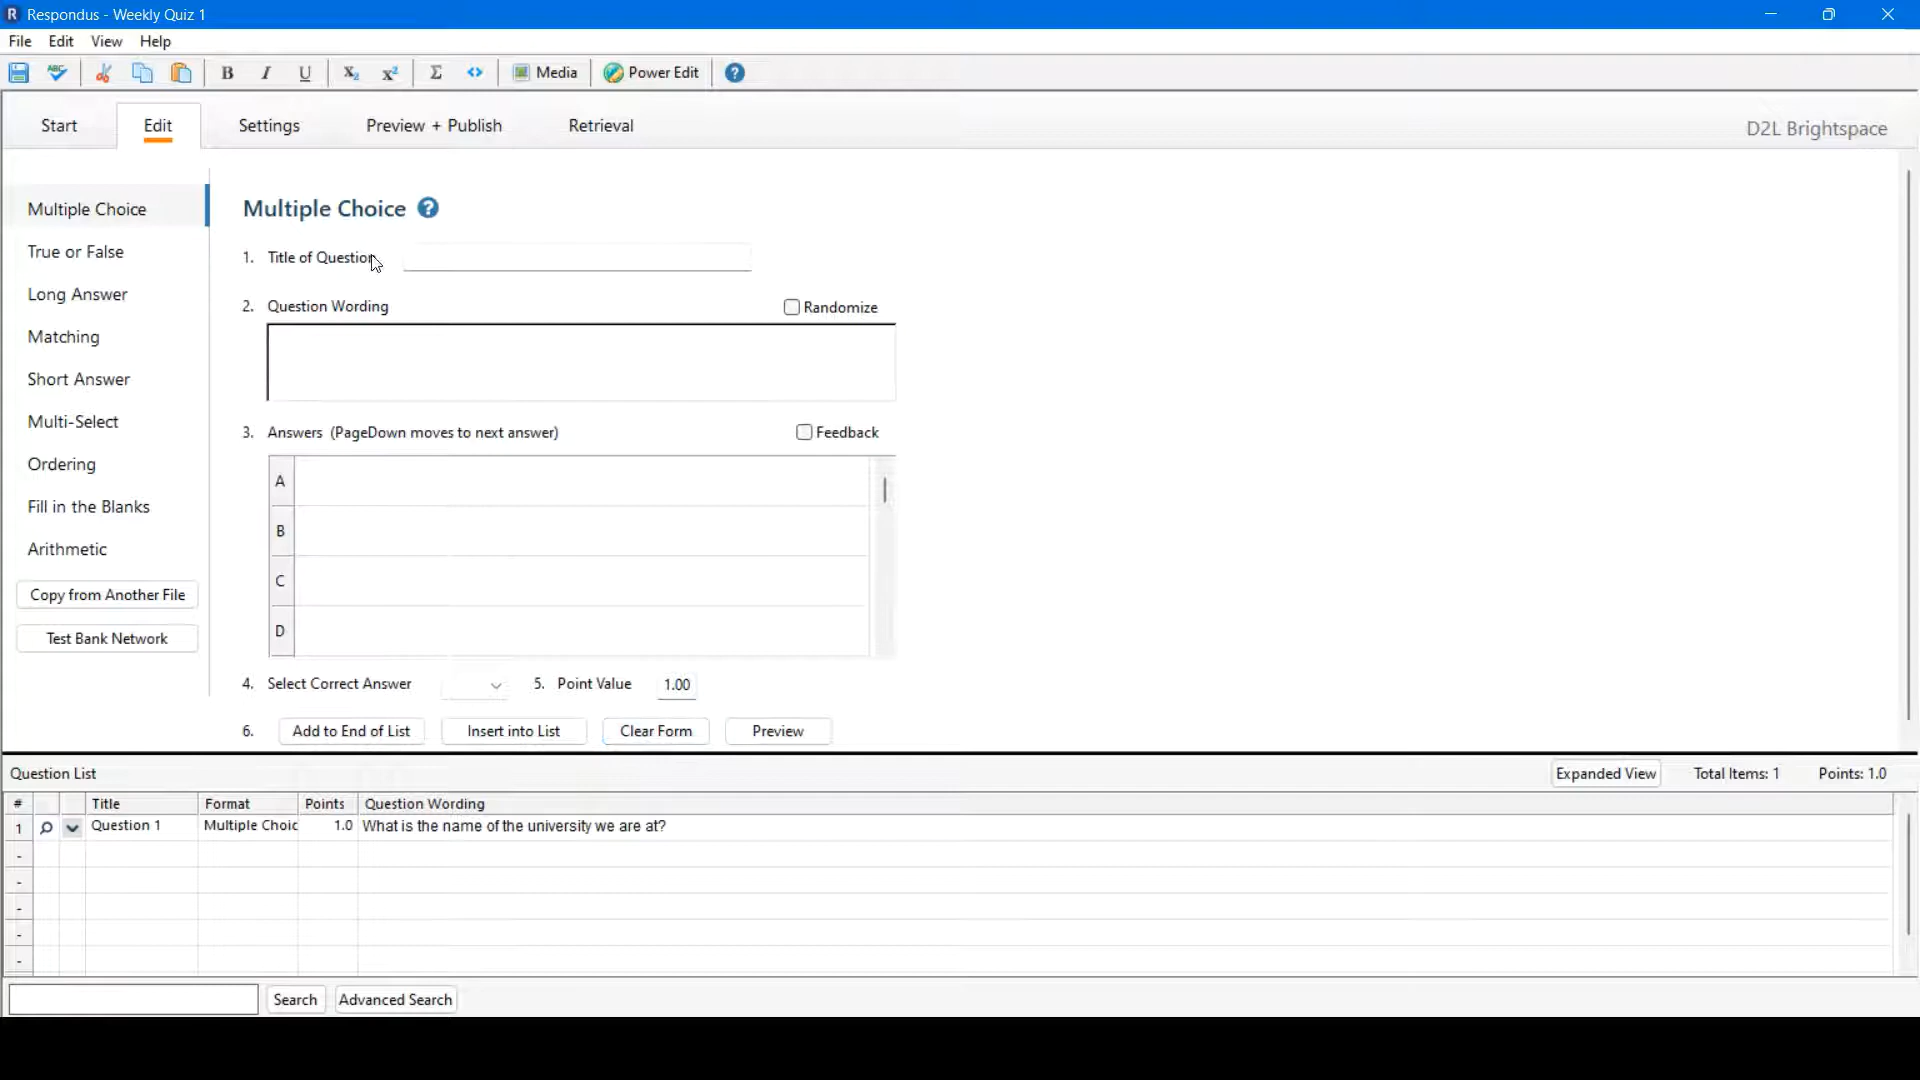 R Respondus - Weekly Quiz 1
File Edit View Help
ABC B I U X₂ X² Σ <> Media Power Edit ?
Start Edit Settings Preview + Publish Retrieval D2L Brightspace
Multiple Choice
True or False
Long Answer
Matching
Short Answer
Multi-Select
Ordering
Fill in the Blanks
Arithmetic
Copy from Another File
Test Bank Network
Multiple Choice ?
1. Title of Question
2. Question Wording Randomize
3. Answers (PageDown moves to next answer) Feedback
A
B
C
D
4. Select Correct Answer 5. Point Value 1.00
6. Add to End of List Insert into List Clear Form Preview
Question List Expanded View Total Items: 1 Points: 1.0
# Title Format Points Question Wording
1 Question 1 Multiple Choic 1.0 What is the name of the university we are at?
-
-
-
-
-
Search Advanced Search